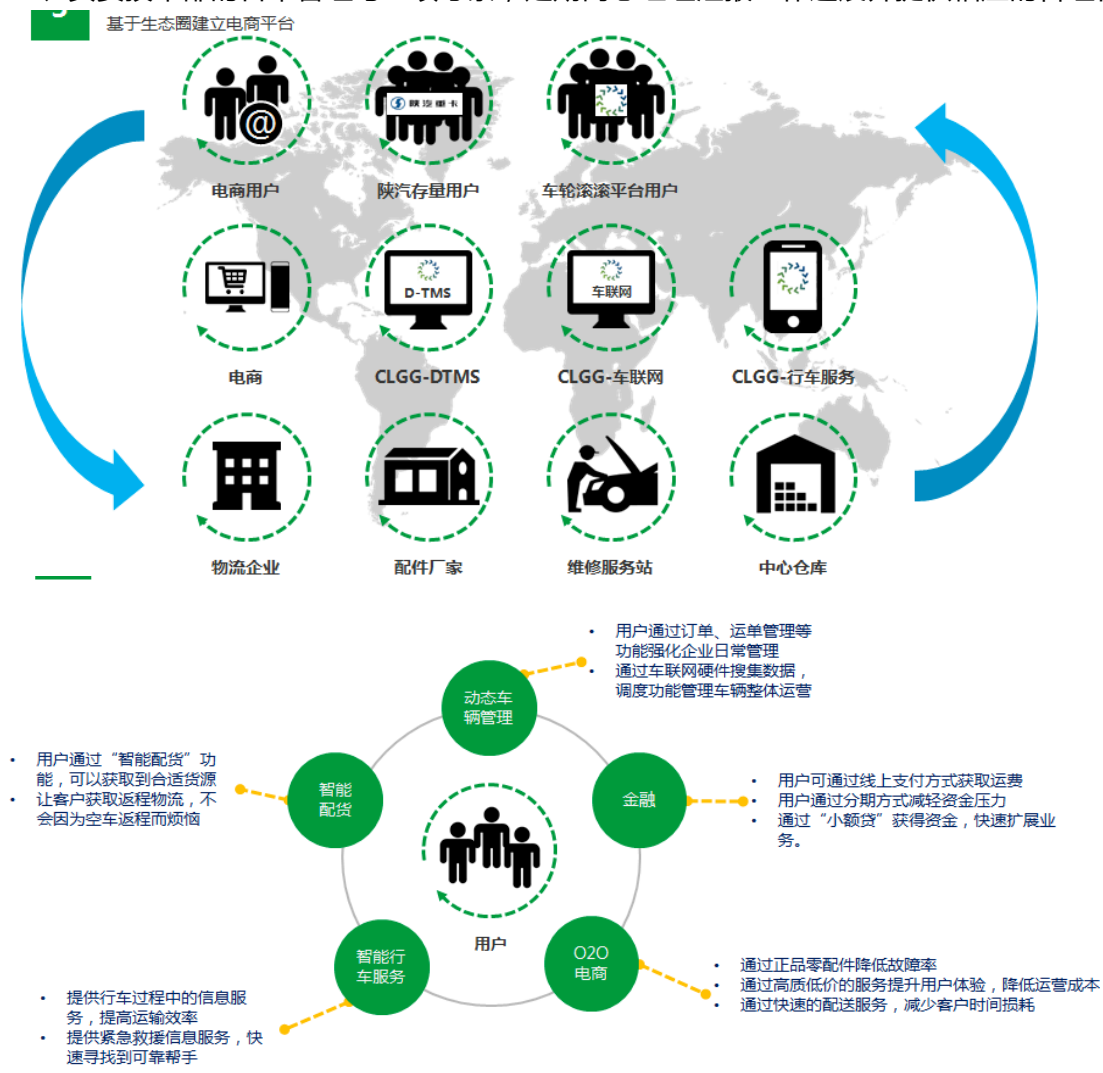 基于生态圈建立电商平台
@
陕汽重卡
电商用户
陕汽存量用户
车轮滚滚平台用户
D-TMS
车联网
电商
CLGG-DTMS
CLGG-车联网
CLGG-行车服务
物流企业
配件厂家
维修服务站
中心仓库
• 用户通过订单、运单管理等
功能强化企业日常管理
• 通过车联网硬件搜集数据，
调度功能管理车辆整体运营
动态车
辆管理
• 用户通过“智能配货”功
能，可以获取到合适货源
• 让客户获取返程物流，不
会因为空车返程而烦恼
智能
配货
金融
• 用户可通过线上支付方式获取运费
• 用户通过分期方式减轻资金压力
• 通过“小额贷”获得资金，快速扩展业
务。
用户
智能行
车服务
O2O
电商
• 通过正品零配件降低故障率
• 通过高质低价的服务提升用户体验，降低运营成本
• 通过快速的配送服务，减少客户时间损耗
• 提供行车过程中的信息服
务，提高运输效率
• 提供紧急救援信息服务，快
速寻找到可靠帮手